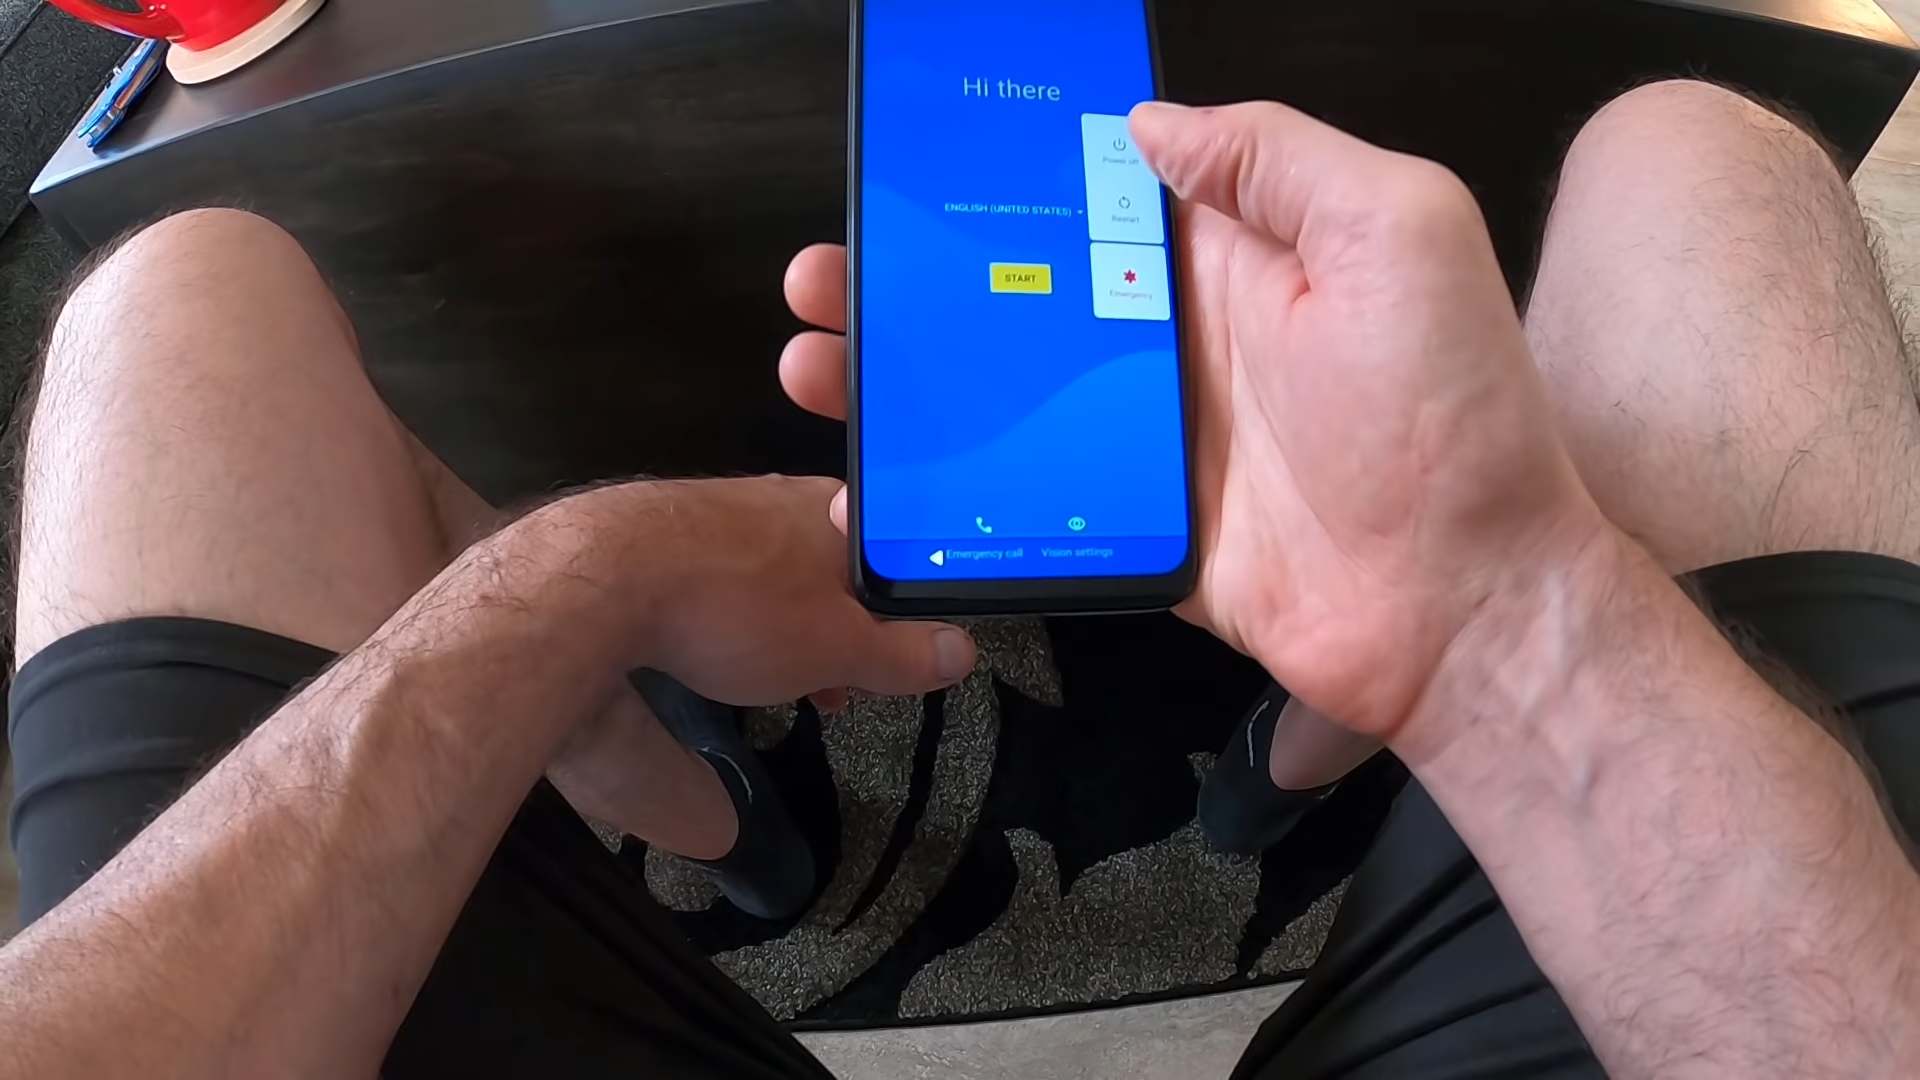 Hi there
Power off
ENGLISH (UNITED STATES)
Restart
START
Emergency
Emergency call
Vision settings